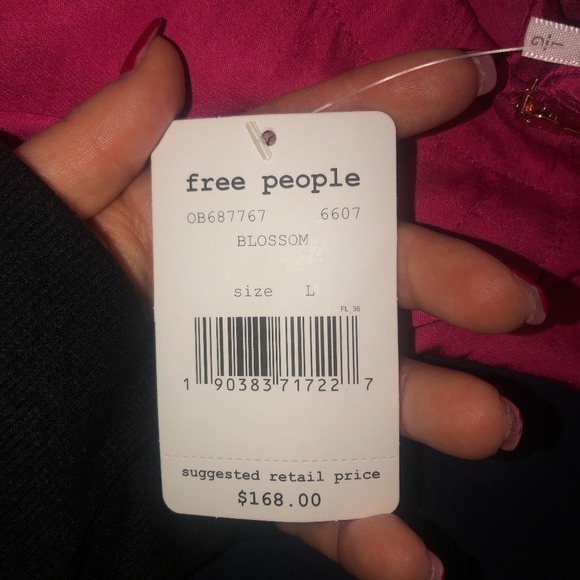 free people
OB687767 6607
BLOSSOM
size L
FL 36
1 90383 71722 7
suggested retail price
$168.00